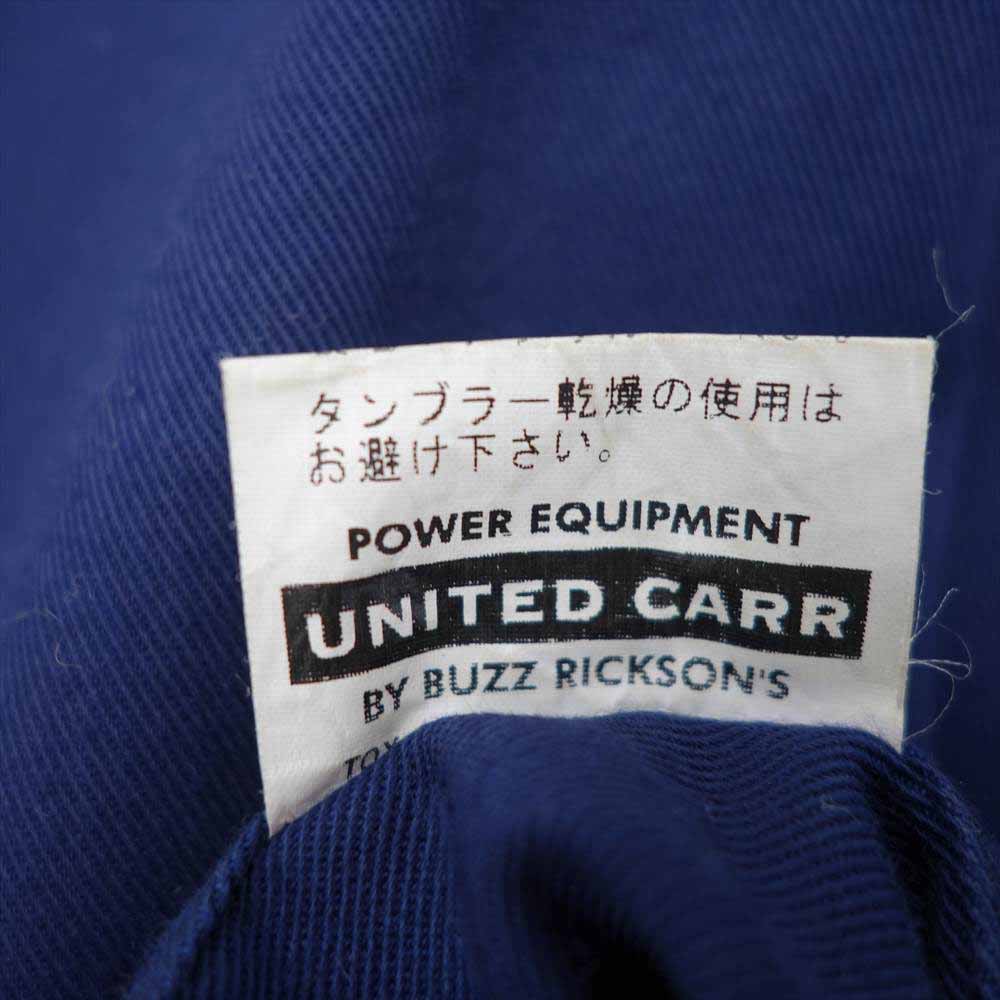 タンブラー乾燥の使用は
お避け下さい。
POWER EQUIPMENT
UNITED CARR
BY BUZZ RICKSON'S